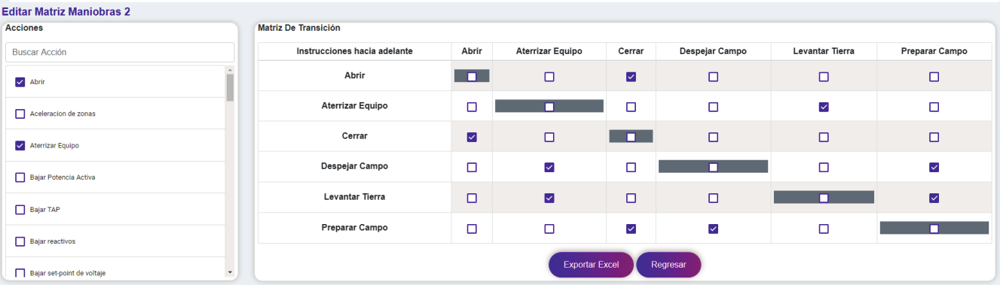 Editar Matriz Maniobras 2
Acciones
Buscar Acción
Abrir
Aceleracion de zonas
Aterrizar Equipo
Bajar Potencia Activa
Bajar TAP
Bajar reactivos
Bajar set-point de voltaje
Matriz De Transición
Instrucciones hacia adelante Abrir Aterrizar Equipo Cerrar Despejar Campo Levantar Tierra Preparar Campo
Abrir
Aterrizar Equipo
Cerrar
Despejar Campo
Levantar Tierra
Preparar Campo
Exportar Excel Regresar